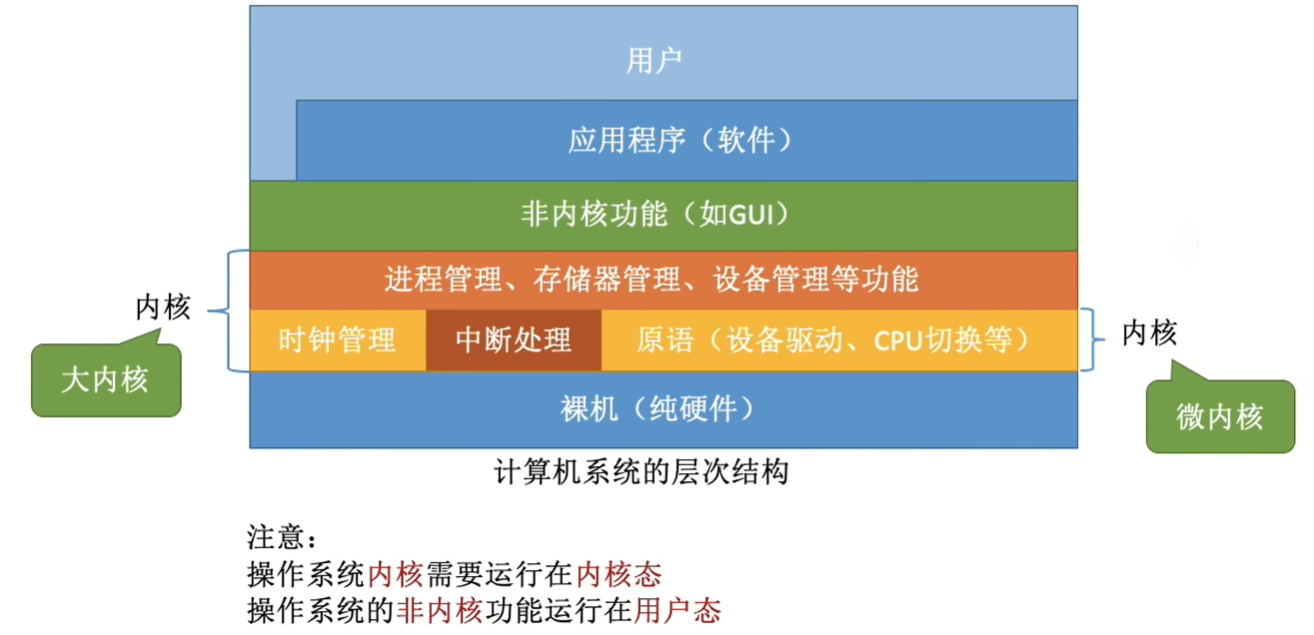 用户
应用程序（软件）
非内核功能（如GUI）
进程管理、存储器管理、设备管理等功能
内核
大内核
时钟管理
中断处理
原语（设备驱动、CPU切换等）
内核
微内核
裸机（纯硬件）
计算机系统的层次结构
注意：
操作系统内核需要运行在内核态
操作系统的非内核功能运行在用户态